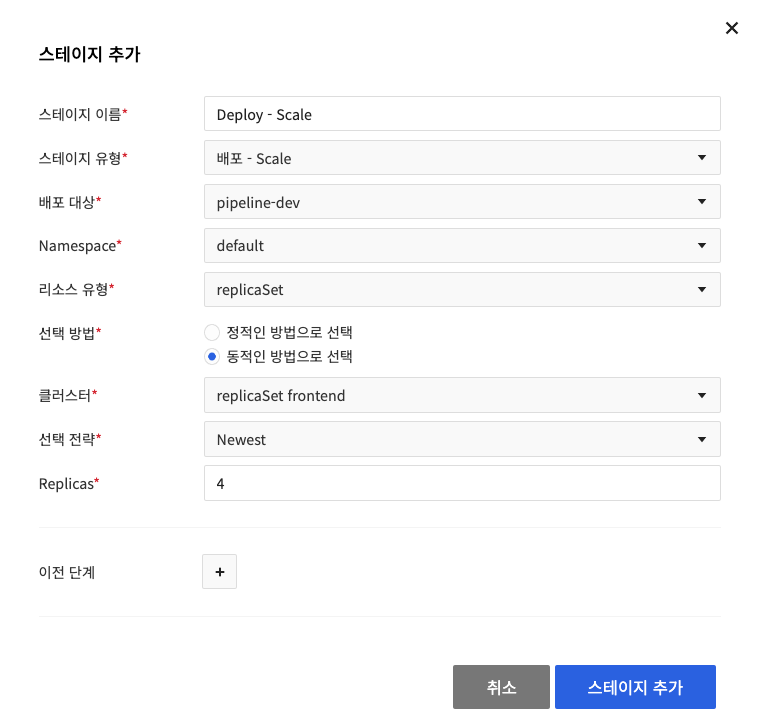 스테이지 추가
스테이지 이름* Deploy - Scale
스테이지 유형* 배포 - Scale
배포 대상* pipeline-dev
Namespace* default
리소스 유형* replicaSet
선택 방법* 정적인 방법으로 선택
동적인 방법으로 선택
클러스터* replicaSet frontend
선택 전략* Newest
Replicas* 4
이전 단계 +
취소 스테이지 추가